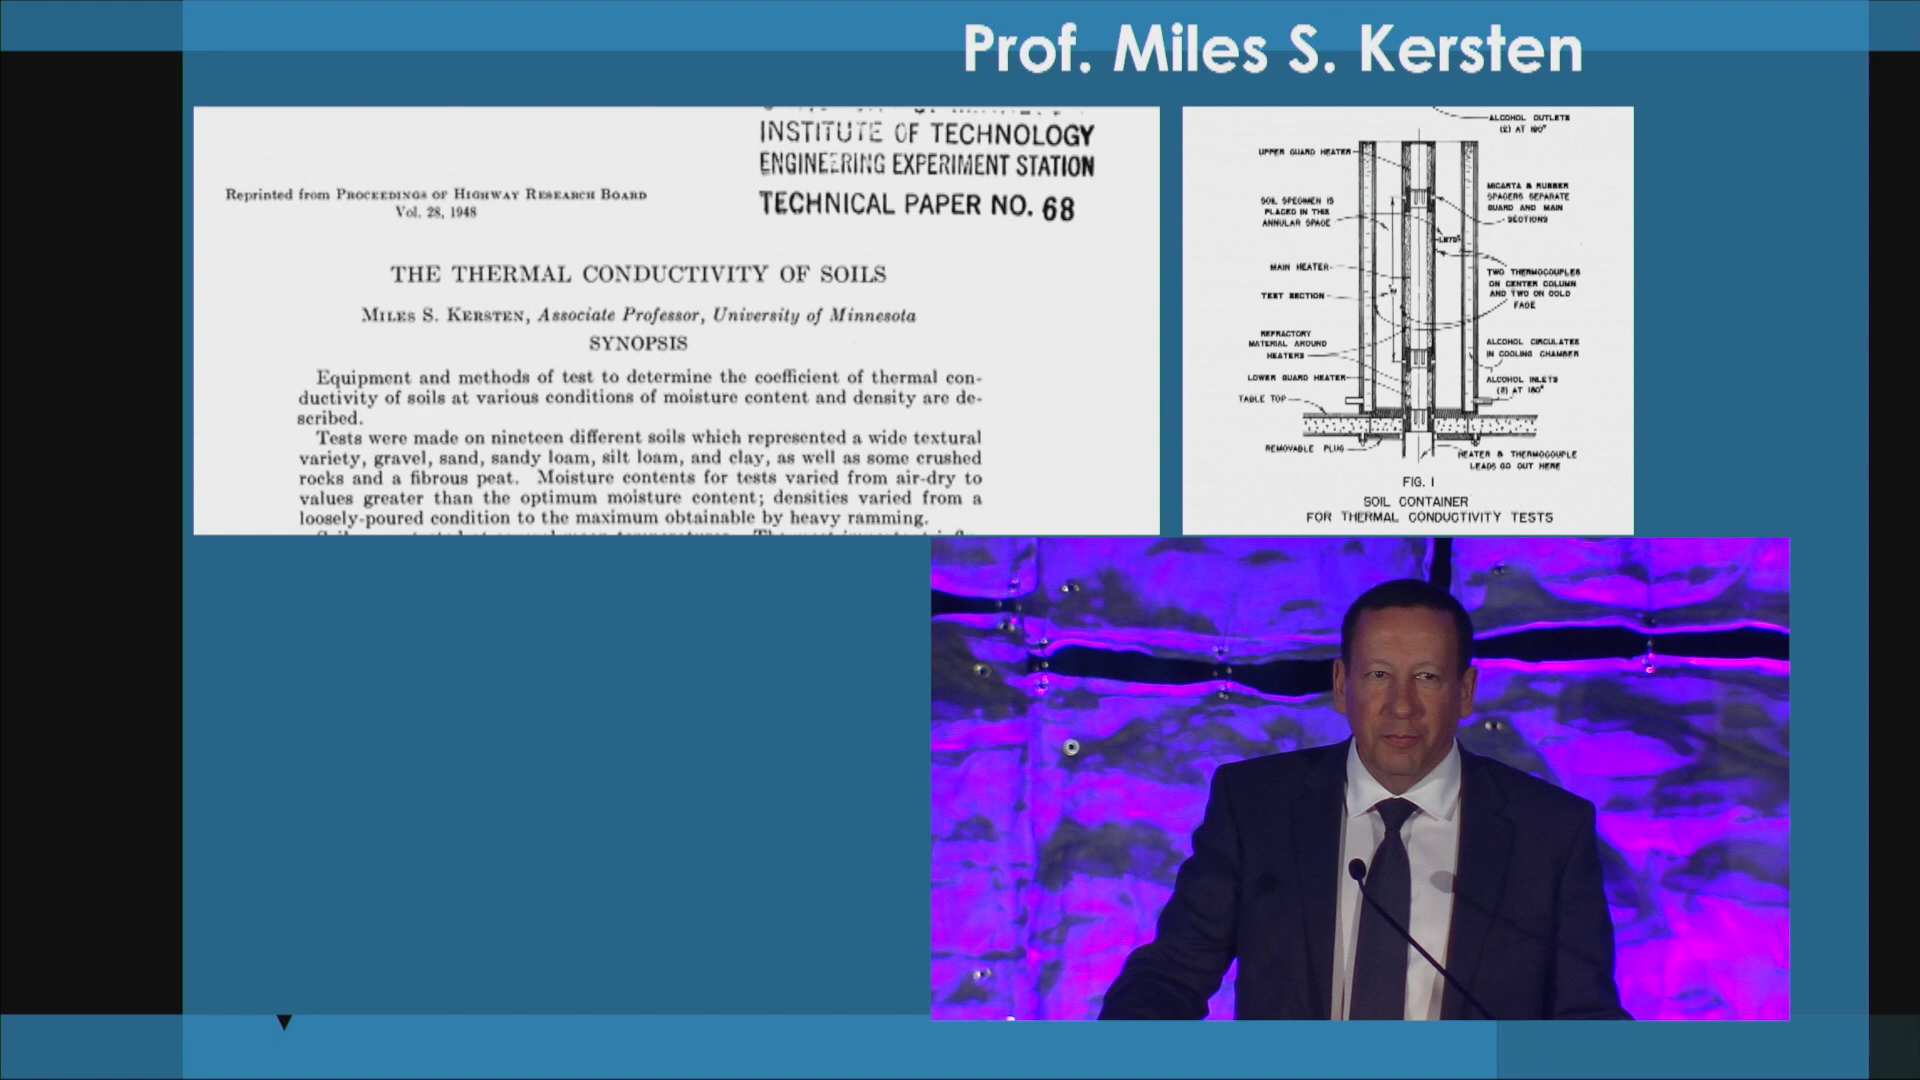 Prof. Miles S. Kersten
INSTITUTE OF TECHNOLOGY
ENGINEERING EXPERIMENT STATION
TECHNICAL PAPER NO. 68
Reprinted from PROCEEDINGS OF HIGHWAY RESEARCH BOARD
Vol. 28, 1948
THE THERMAL CONDUCTIVITY OF SOILS
MILES S. KERSTEN, Associate Professor, University of Minnesota
SYNOPSIS
Equipment and methods of test to determine the coefficient of thermal con-
ductivity of soils at various conditions of moisture content and density are de-
scribed.
Tests were made on nineteen different soils which represented a wide textural
variety, gravel, sand, sandy loam, silt loam, and clay, as well as some crushed
rocks and a fibrous peat. Moisture contents for tests varied from air-dry to
values greater than the optimum moisture content; densities varied from a
loosely-poured condition to the maximum obtainable by heavy ramming.
ALCOHOL OUTLETS
(2) AT 180°
UPPER GUARD HEATER
MICARTA & RUBBER
SPACERS SEPARATE
GUARD AND MAIN
SECTIONS
SOIL SPECIMEN IS
PLACED IN THIS
ANNULAR SPACE
MAIN HEATER
TWO THERMOCOUPLES
ON CENTER COLUMN
AND TWO ON COLD
FACE
TEST SECTION
REFRACTORY
MATERIAL AROUND
HEATERS
ALCOHOL CIRCULATES
IN COOLING CHAMBER
LOWER GUARD HEATER
ALCOHOL INLETS
(2) AT 180°
TABLE TOP
REMOVABLE PLUG
HEATER & THERMOCOUPLE
LEADS GO OUT HERE
FIG. 1
SOIL CONTAINER
FOR THERMAL CONDUCTIVITY TESTS